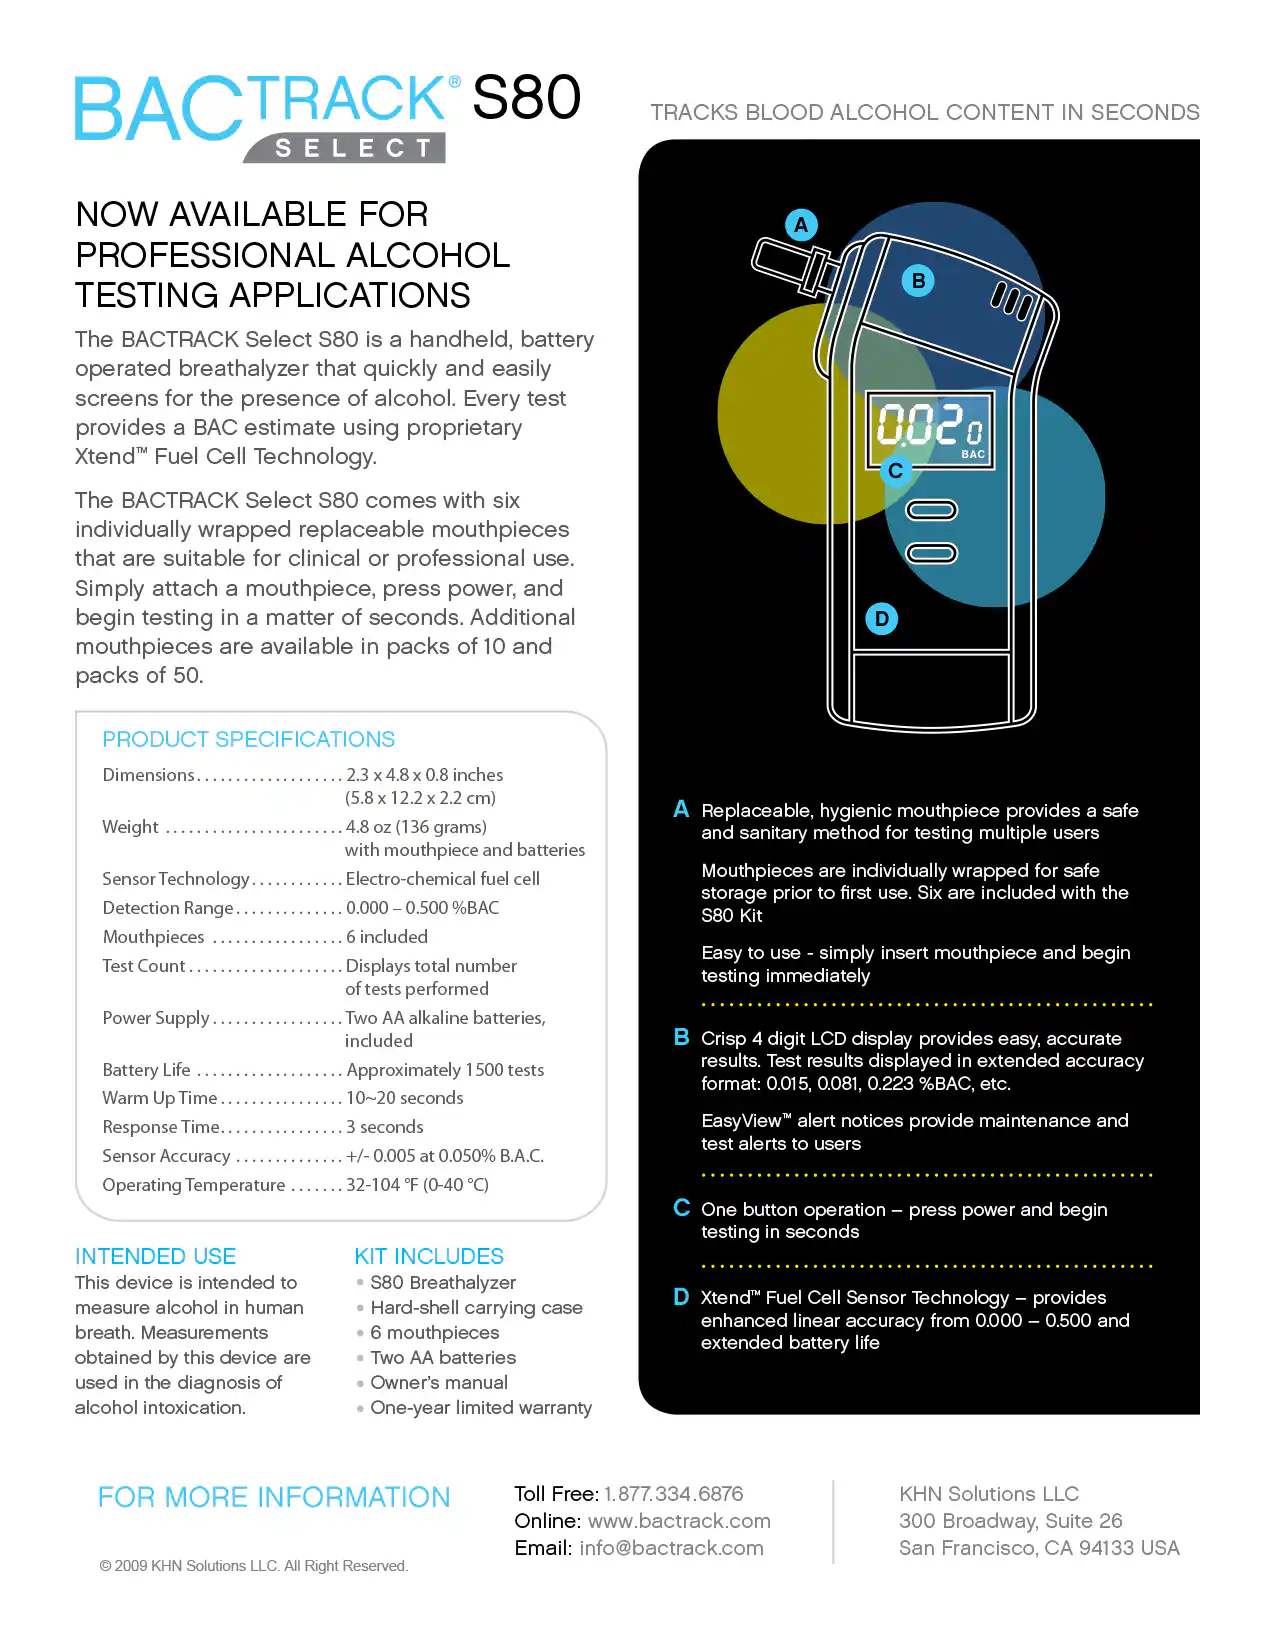 BACTRACK® S80
SELECT
TRACKS BLOOD ALCOHOL CONTENT IN SECONDS
NOW AVAILABLE FOR
PROFESSIONAL ALCOHOL
TESTING APPLICATIONS
The BACTRACK Select S80 is a handheld, battery
operated breathalyzer that quickly and easily
screens for the presence of alcohol. Every test
provides a BAC estimate using proprietary
Xtend™ Fuel Cell Technology.
The BACTRACK Select S80 comes with six
individually wrapped replaceable mouthpieces
that are suitable for clinical or professional use.
Simply attach a mouthpiece, press power, and
begin testing in a matter of seconds. Additional
mouthpieces are available in packs of 10 and
packs of 50.
PRODUCT SPECIFICATIONS
Dimensions................... 2.3 x 4.8 x 0.8 inches
(5.8 x 12.2 x 2.2 cm)
Weight ....................... 4.8 oz (136 grams)
with mouthpiece and batteries
Sensor Technology............ Electro-chemical fuel cell
Detection Range.............. 0.000 – 0.500 %BAC
Mouthpieces ................. 6 included
Test Count.................... Displays total number
of tests performed
Power Supply................. Two AA alkaline batteries,
included
Battery Life ................... Approximately 1500 tests
Warm Up Time................ 10~20 seconds
Response Time................ 3 seconds
Sensor Accuracy .............. +/- 0.005 at 0.050% B.A.C.
Operating Temperature ....... 32-104 °F (0-40 °C)
INTENDED USE
This device is intended to
measure alcohol in human
breath. Measurements
obtained by this device are
used in the diagnosis of
alcohol intoxication.
KIT INCLUDES
• S80 Breathalyzer
• Hard-shell carrying case
• 6 mouthpieces
• Two AA batteries
• Owner's manual
• One-year limited warranty
A
B
0.020
BAC
C
D
A Replaceable, hygienic mouthpiece provides a safe
and sanitary method for testing multiple users
Mouthpieces are individually wrapped for safe
storage prior to first use. Six are included with the
S80 Kit
Easy to use - simply insert mouthpiece and begin
testing immediately
B Crisp 4 digit LCD display provides easy, accurate
results. Test results displayed in extended accuracy
format: 0.015, 0.081, 0.223 %BAC, etc.
EasyView™ alert notices provide maintenance and
test alerts to users
C One button operation – press power and begin
testing in seconds
D Xtend™ Fuel Cell Sensor Technology – provides
enhanced linear accuracy from 0.000 – 0.500 and
extended battery life
FOR MORE INFORMATION
© 2009 KHN Solutions LLC. All Right Reserved.
Toll Free: 1.877.334.6876
Online: www.bactrack.com
Email: info@bactrack.com
KHN Solutions LLC
300 Broadway, Suite 26
San Francisco, CA 94133 USA